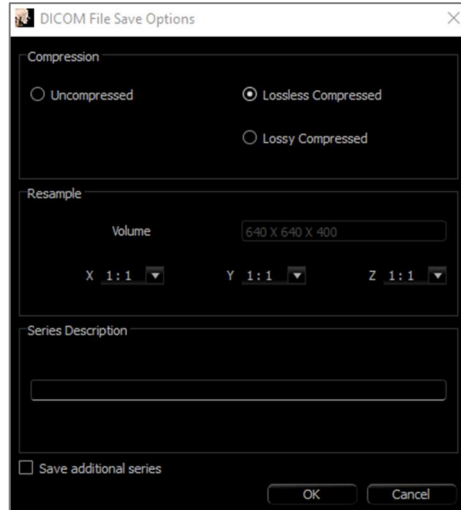 DICOM File Save Options
Compression
Uncompressed
Lossless Compressed
Lossy Compressed
Resample
Volume 640 X 640 X 400
X 1:1 Y 1:1 Z 1:1
Series Description
Save additional series
OK Cancel